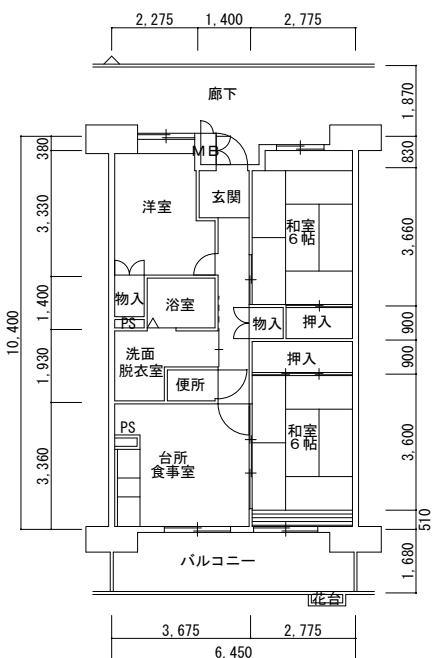 2,275
1,400
2,775
廊下
1,870
380
830
MB
玄関
洋室
3,330
和室
6帖
3,660
10,400
1,400
物入
浴室
物入
押入
900
PS
1,930
洗面
脱衣室
押入
900
便所
PS
3,360
台所
食事室
和室
6帖
3,600
510
バルコニー
1,680
花台
3,675
2,775
6,450